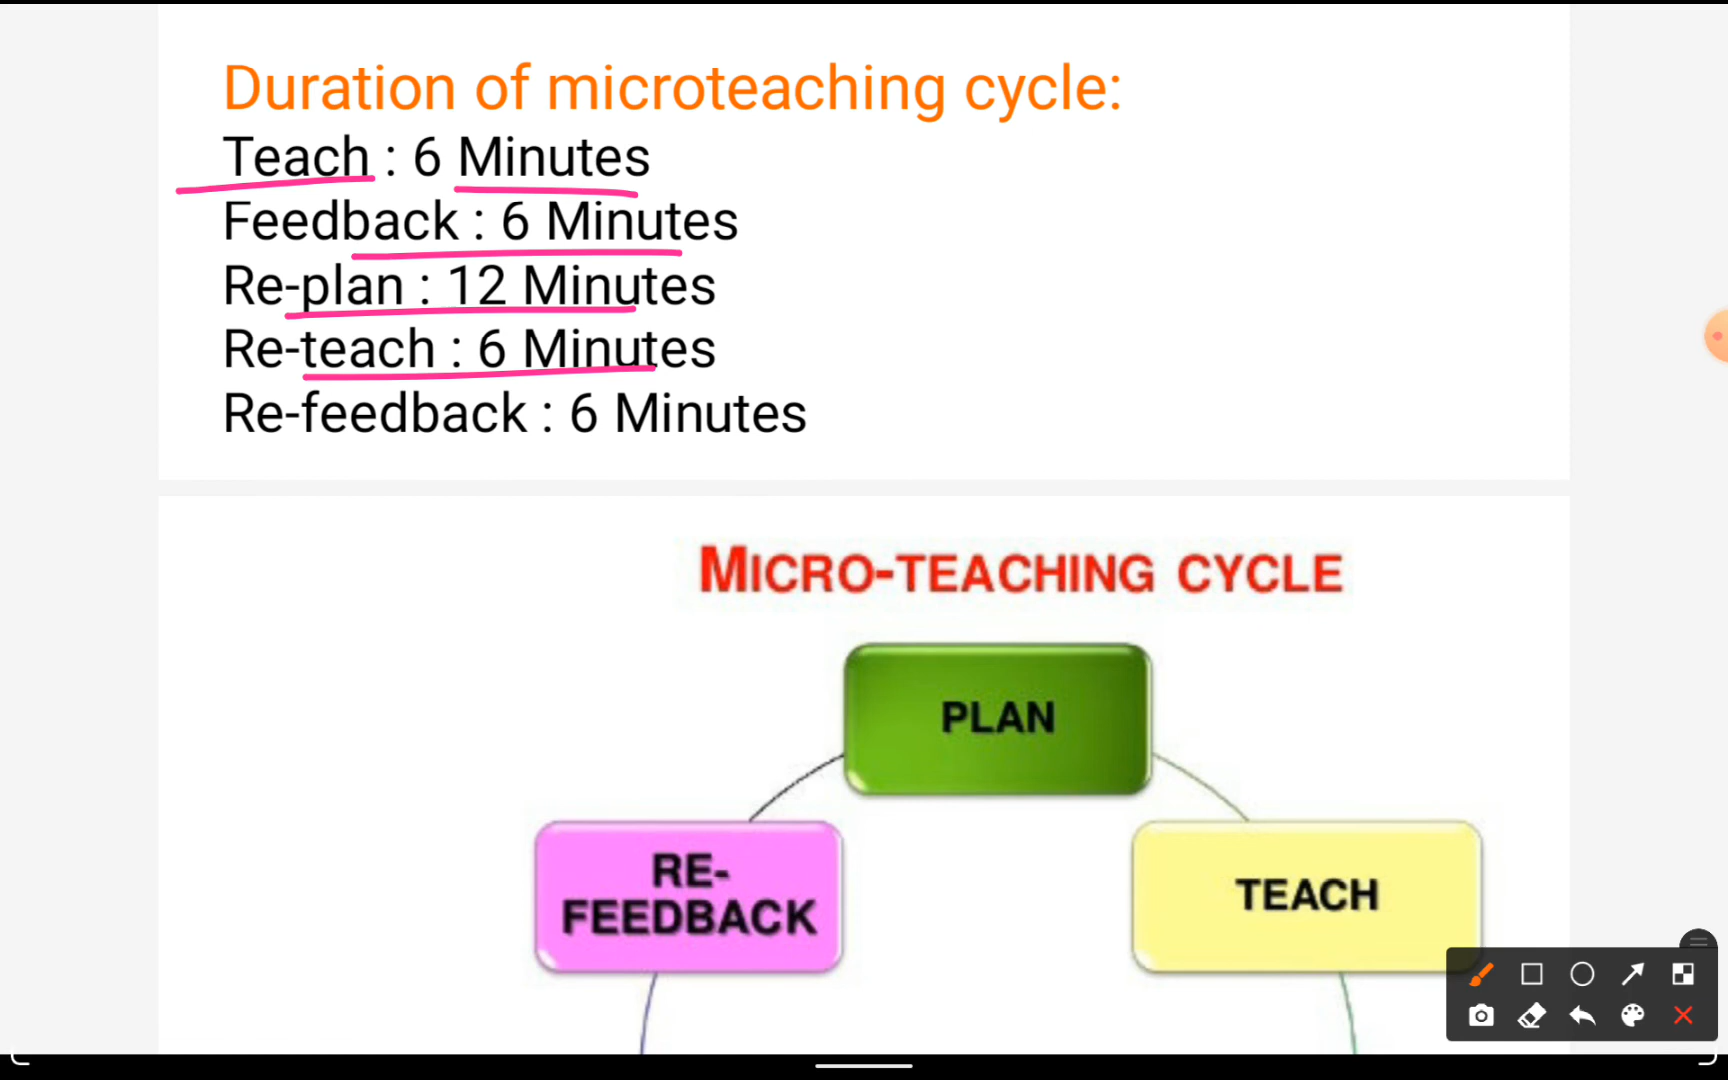 Duration of microteaching cycle:
Teach : 6 Minutes
Feedback : 6 Minutes
Re-plan : 12 Minutes
Re-teach : 6 Minutes
Re-feedback : 6 Minutes
MICRO-TEACHING CYCLE
PLAN
RE-
FEEDBACK
TEACH